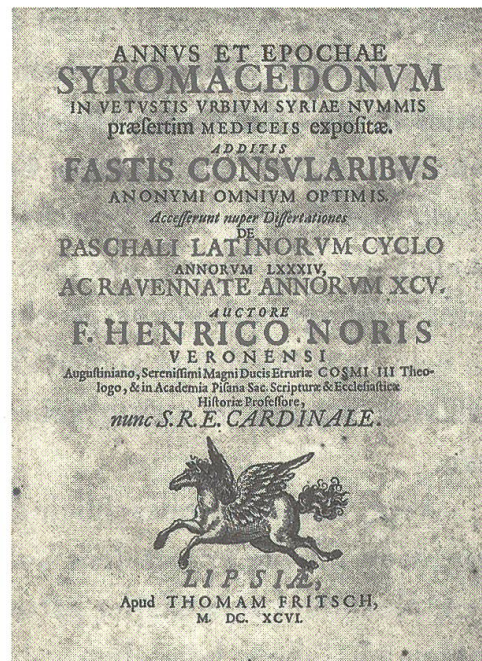 ANNVS ET EPOCHAE
SYROMACEDONVM
IN VETVSTIS VRBIVM SYRIAE NVMMIS
præsertim MEDICEIS expositæ.
ADDITIS
FASTIS CONSVLARIBVS
ANONYMI OMNIVM OPTIMIS.
Accesserunt nuper Dissertationes
DE
PASCHALI LATINORVM CYCLO
ANNORVM LXXXIV,
AC RAVENNATE ANNORVM XCV.
AUCTORE
F. HENRICO NORIS
VERONENSI
Augustiniano, Serenissimi Magni Ducis Etruriæ COSMI III Theo-
logo, & in Academia Pisana Sac. Scripturæ & Ecclesiasticæ
Historiæ Professore,
nunc S.R.E. CARDINALE.
LIPSIÆ,
Apud THOMAM FRITSCH,
M. DC. XCVI.